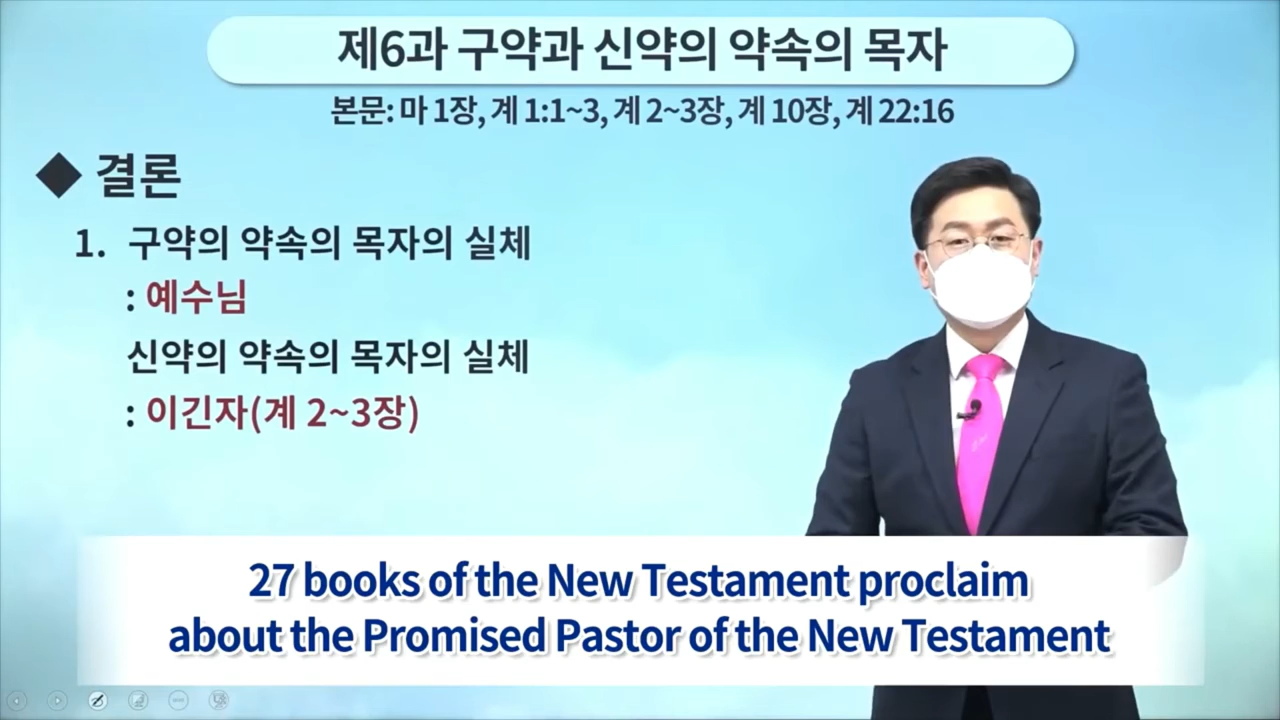 제6과 구약과 신약의 약속의 목자
본문: 마 1장, 계 1:1~3, 계 2~3장, 계 10장, 계 22:16
◆ 결론
1. 구약의 약속의 목자의 실체
: 예수님
신약의 약속의 목자의 실체
: 이긴자(계 2~3장)
27 books of the New Testament proclaim
about the Promised Pastor of the New Testament